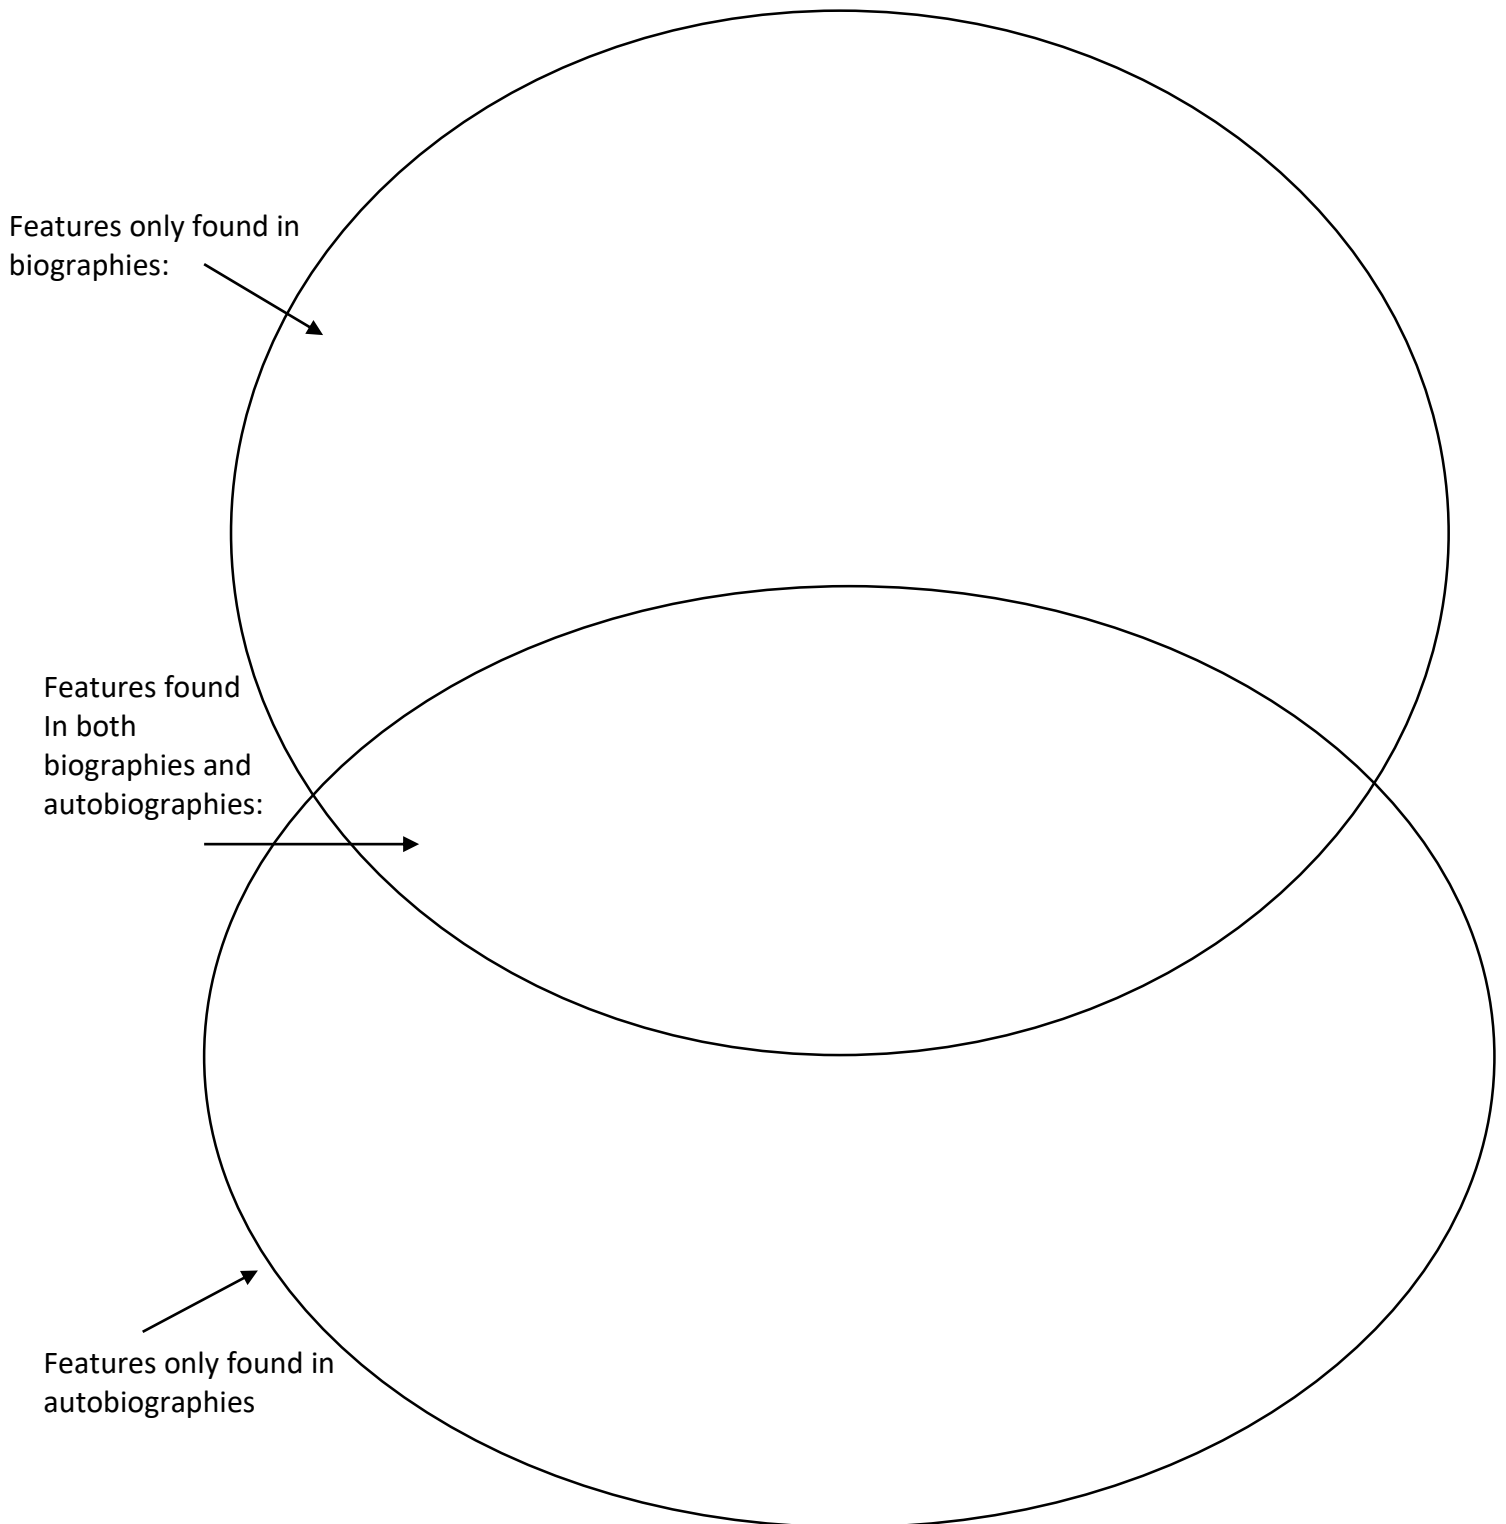 Features only found in
biographies:
Features found
In both
biographies and
autobiographies:
Features only found in
autobiographies